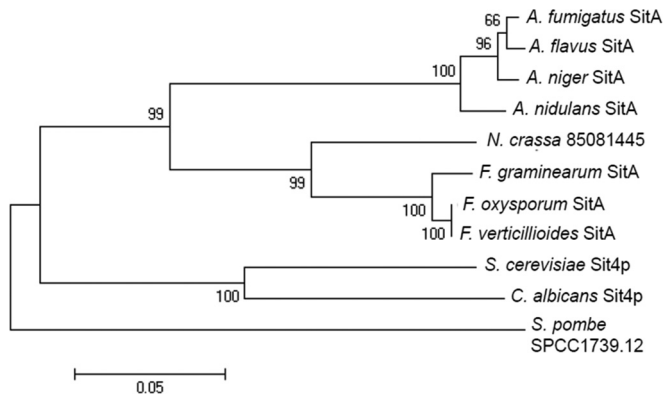 66
A. fumigatus SitA
96
A. flavus SitA
100
A. niger SitA
A. nidulans SitA
99
N. crassa 85081445
99
F. graminearum SitA
100
F. oxysporum SitA
100
F. verticillioides SitA
S. cerevisiae Sit4p
100
C. albicans Sit4p
S. pombe
SPCC1739.12
0.05